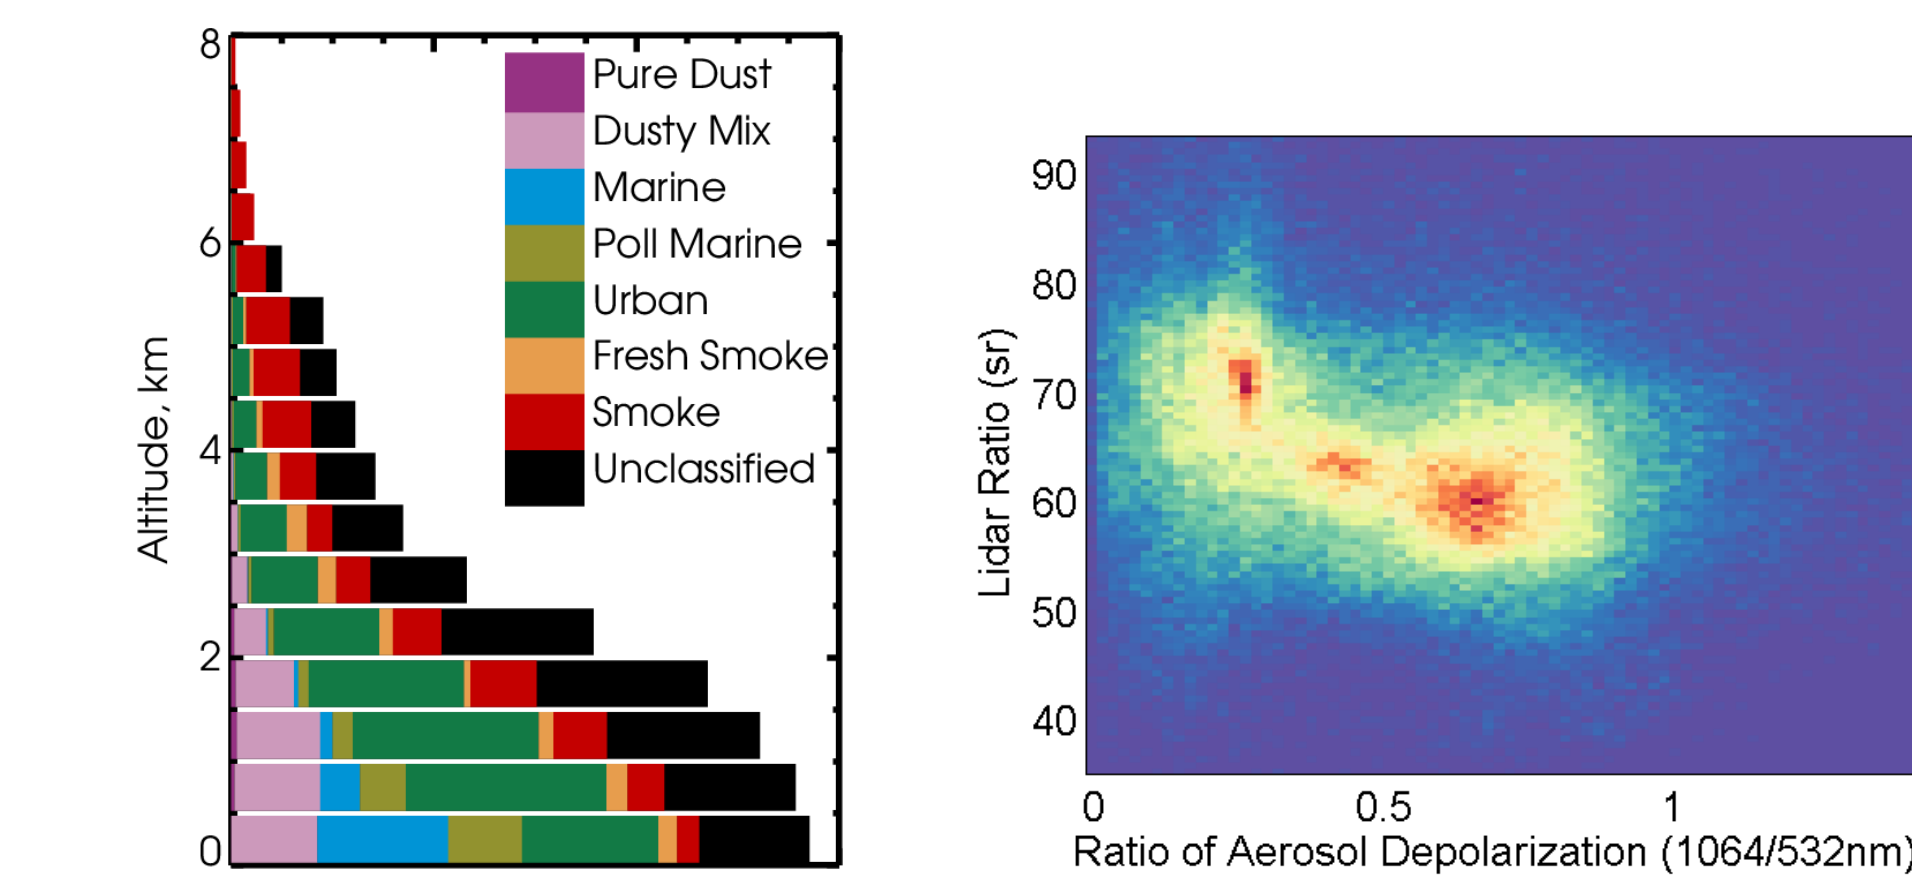 8
6
4
2
0
Altitude, km
Pure Dust
Dusty Mix
Marine
Poll Marine
Urban
Fresh Smoke
Smoke
Unclassified
90
80
70
60
50
40
Lidar Ratio (sr)
0 0.5 1
Ratio of Aerosol Depolarization (1064/532nm)